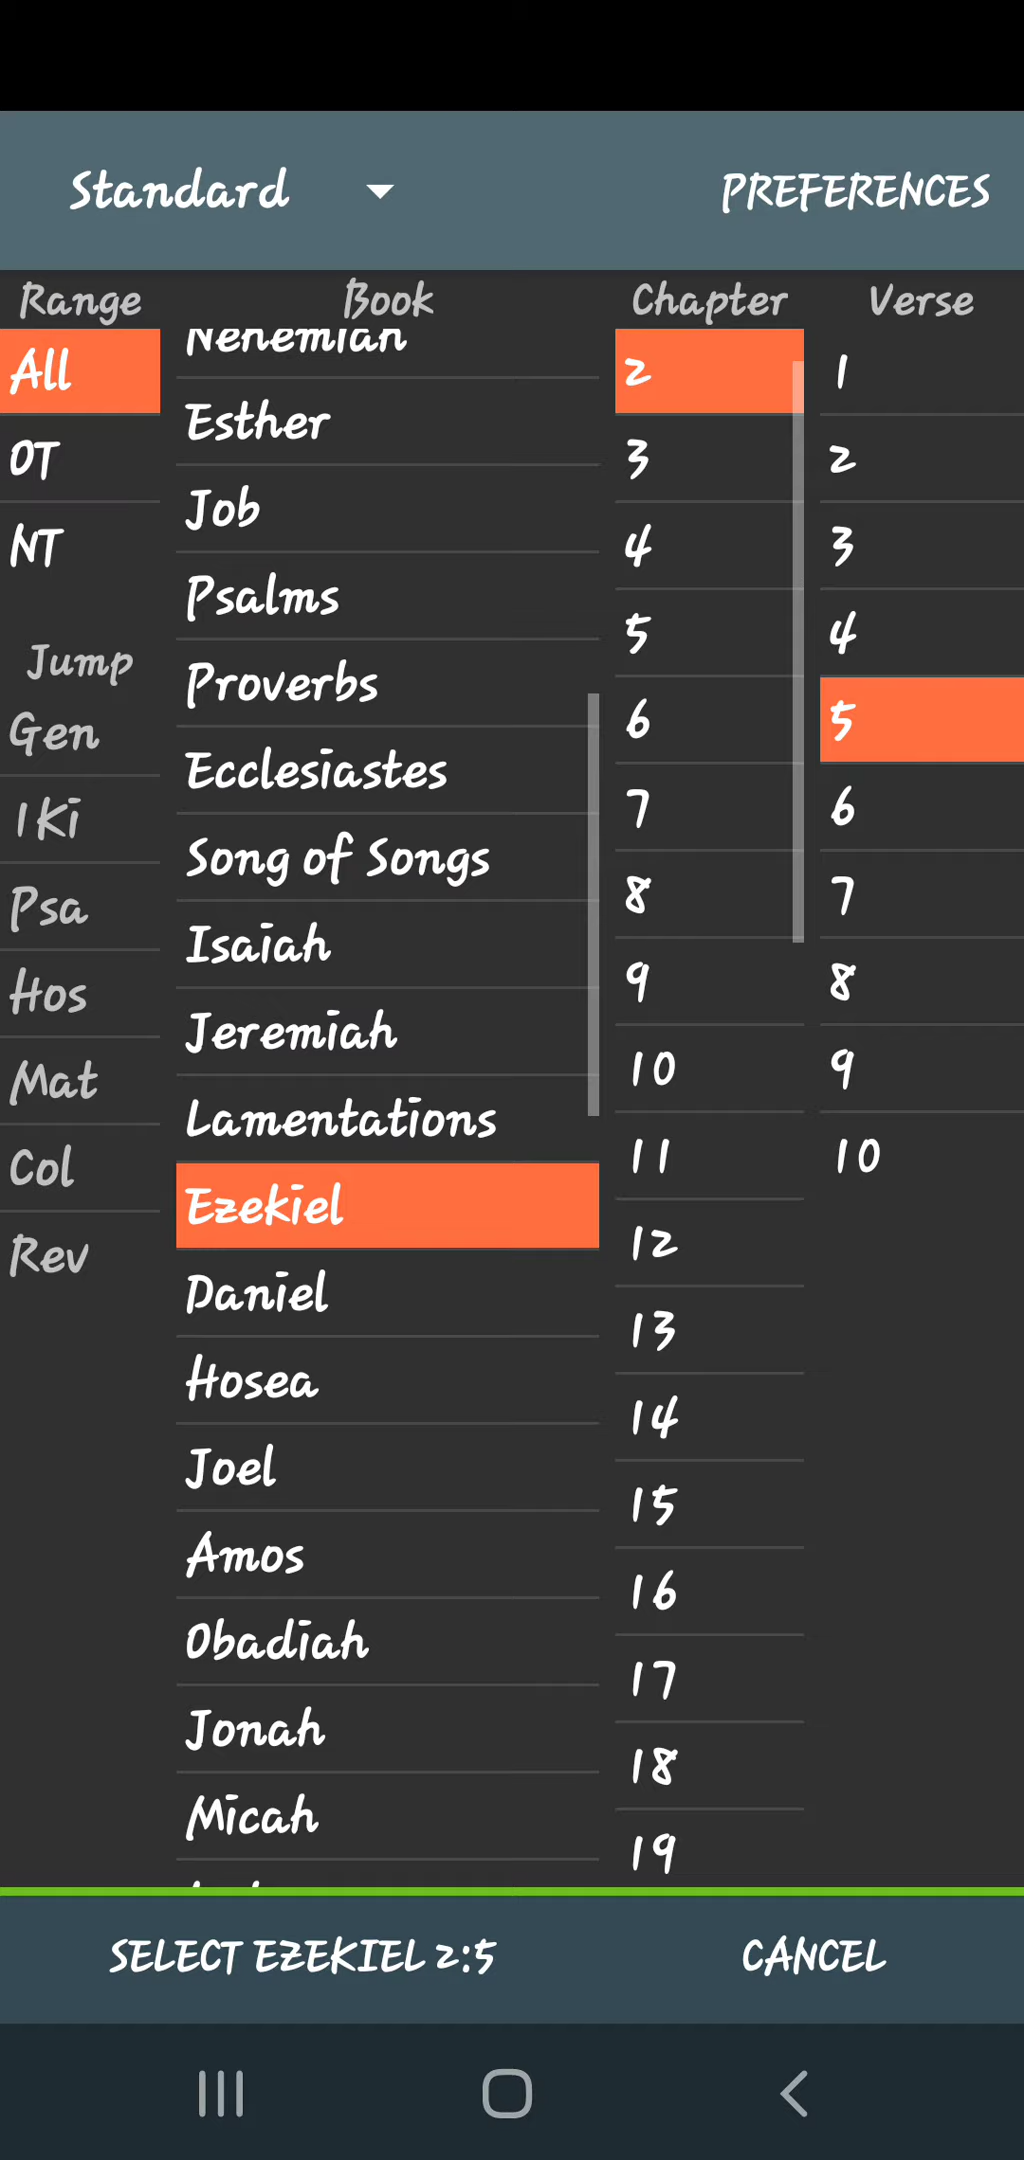 Standard
PREFERENCES
Range
Book
Chapter
Verse
All
OT
NT
Jump
Gen
1Ki
Psa
Hos
Mat
Col
Rev
Nehemiah
Esther
Job
Psalms
Proverbs
Ecclesiastes
Song of Songs
Isaiah
Jeremiah
Lamentations
Ezekiel
Daniel
Hosea
Joel
Amos
Obadiah
Jonah
Micah
2
3
4
5
6
7
8
9
10
11
12
13
14
15
16
17
18
19
1
2
3
4
5
6
7
8
9
10
SELECT EZEKIEL 2:5
CANCEL